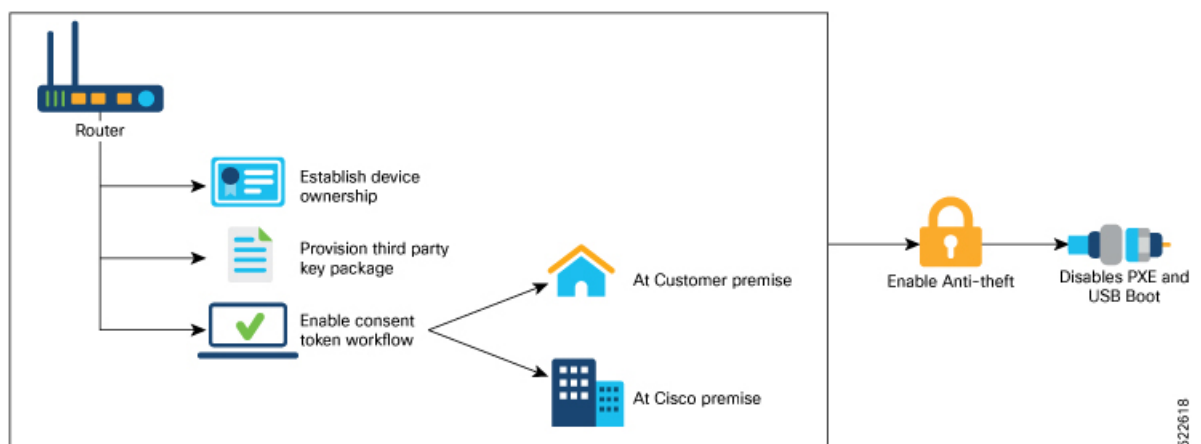 Router
Establish device
ownership
Provision third party
key package
Enable consent
token workflow
At Customer premise
At Cisco premise
Enable Anti-theft
Disables PXE and
USB Boot
522618